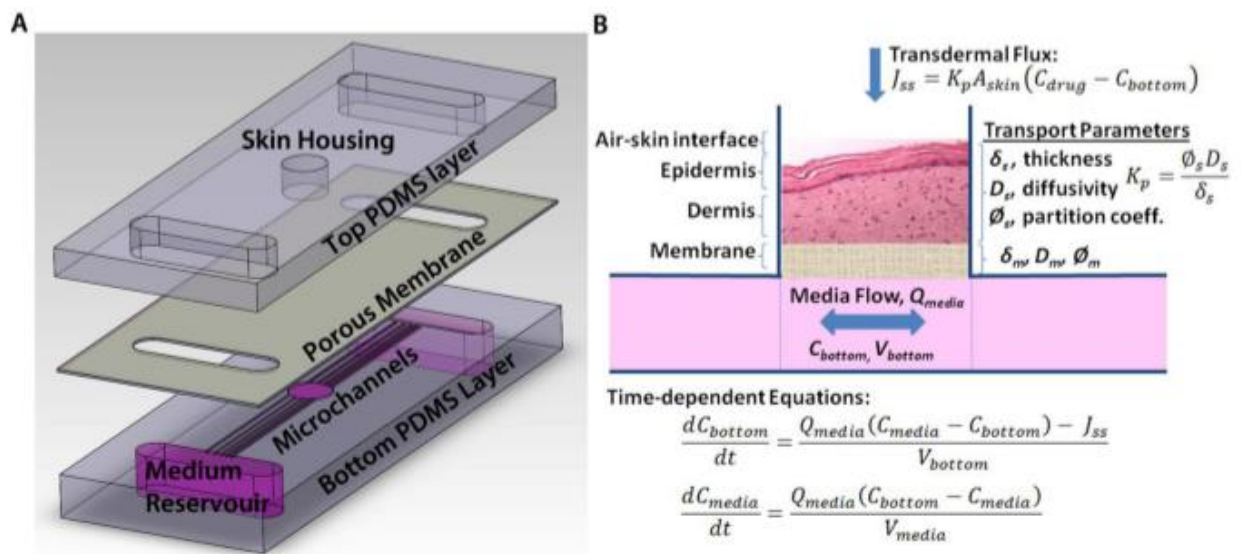 A
Skin Housing
Top PDMS layer
Porous Membrane
Microchannels
Bottom PDMS Layer
Medium
Reservouir
B
Transdermal Flux:
J_ss = K_p A_skin (C_drug − C_bottom)
Air-skin interface
Epidermis
Dermis
Membrane
Transport Parameters
δ_s, thickness
D_s, diffusivity
Ø_s, partition coeff.
K_p = Ø_s D_s / δ_s
δ_m, D_m, Ø_m
Media Flow, Q_media
C_bottom, V_bottom
Time-dependent Equations:
dC_bottom / dt = Q_media (C_media − C_bottom) − J_ss / V_bottom
dC_media / dt = Q_media (C_bottom − C_media) / V_media